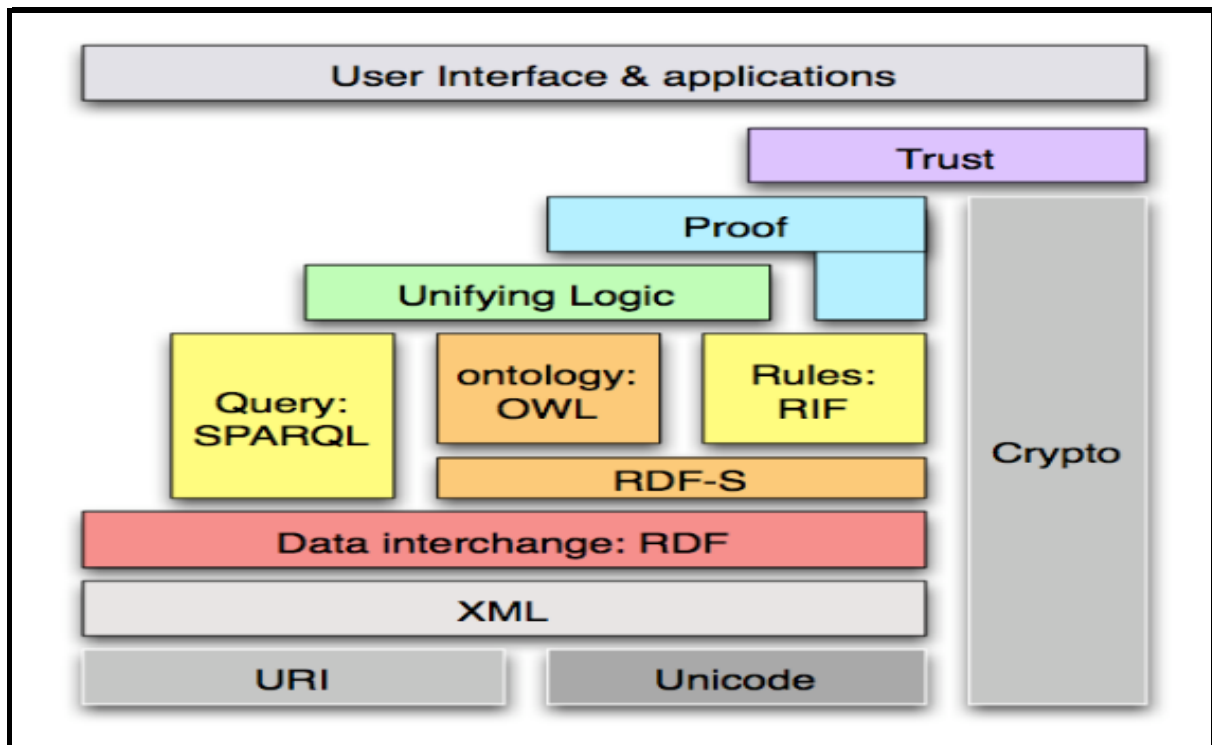 User Interface & applications
Trust
Proof
Unifying Logic
Query:
SPARQL
ontology:
OWL
Rules:
RIF
Crypto
RDF-S
Data interchange: RDF
XML
URI
Unicode